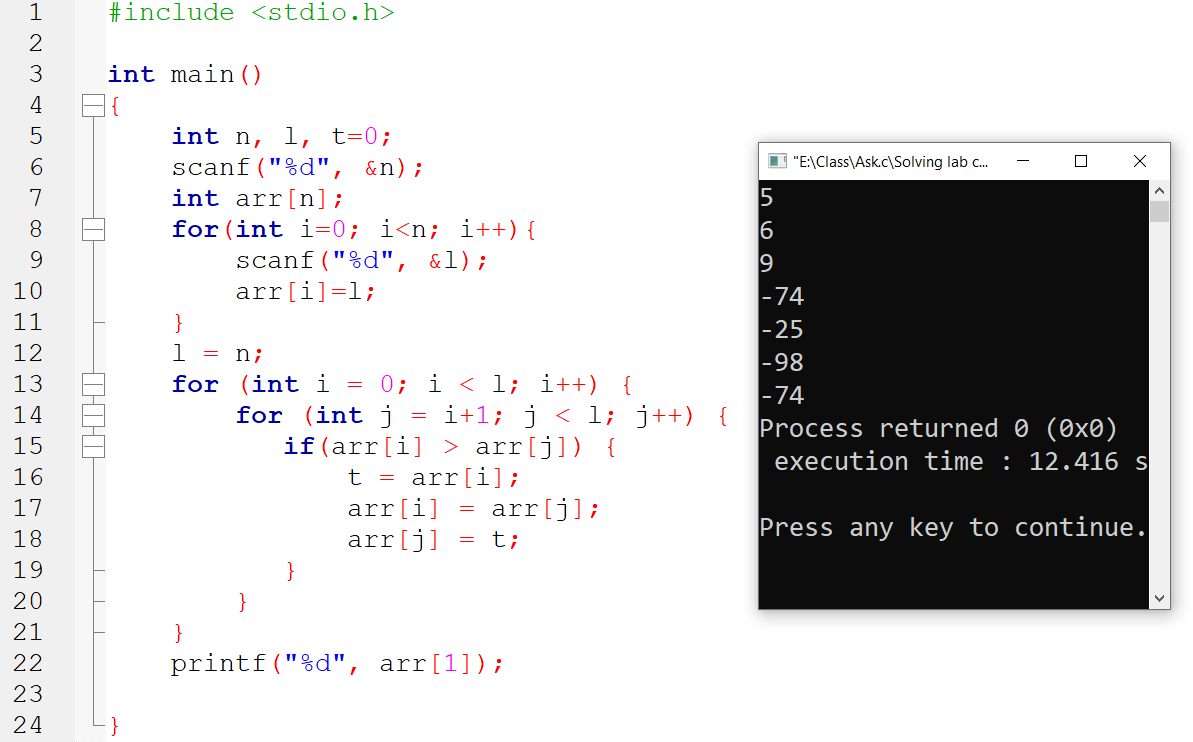 1 #include <stdio.h>
2
3 int main()
4 {
5     int n, l, t=0;
6     scanf("%d", &n);
7     int arr[n];
8     for(int i=0; i<n; i++){
9         scanf("%d", &l);
10         arr[i]=l;
11     }
12     l = n;
13     for (int i = 0; i < l; i++) {
14         for (int j = i+1; j < l; j++) {
15            if(arr[i] > arr[j]) {
16                t = arr[i];
17                arr[i] = arr[j];
18                arr[j] = t;
19            }
20         }
21     }
22     printf("%d", arr[1]);
23
24 }
"E:\Class\Ask.c\Solving lab c...
5
6
9
-74
-25
-98
-74
Process returned 0 (0x0)
 execution time : 12.416 s
Press any key to continue.